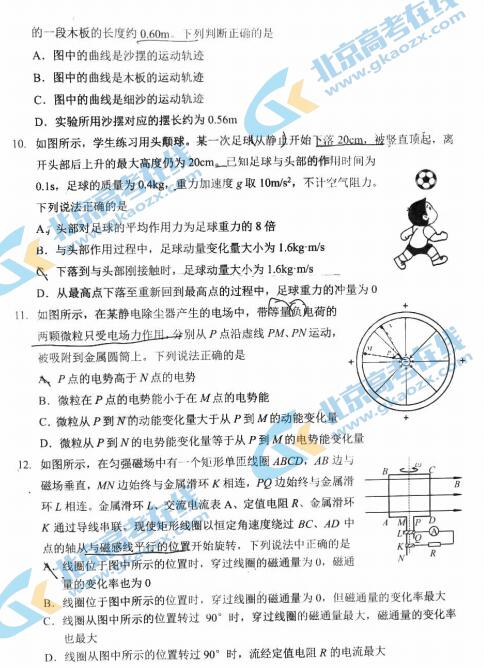 的一段木板的长度约 0.60m。下列判断正确的是
A. 图中的曲线是沙摆的运动轨迹
B. 图中的曲线是木板的运动轨迹
C. 图中的曲线是细沙的运动轨迹
D. 实验所用沙摆对应的摆长约为 0.56m
10. 如图所示，学生练习用头颠球。某一次足球从静止开始下落 20cm，被竖直顶起，离
开头部后上升的最大高度仍为 20cm。已知足球与头部的作用时间为
0.1s，足球的质量为 0.4kg，重力加速度 g 取 10m/s²，不计空气阻力。
下列说法正确的是
A. 头部对足球的平均作用力为足球重力的 8 倍
B. 与头部作用过程中，足球动量变化量大小为 1.6kg·m/s
C. 下落到与头部刚接触时，足球动量大小为 1.6kg·m/s
D. 从最高点下落至重新回到最高点的过程中，足球重力的冲量为 0
11. 如图所示，在某静电除尘器产生的电场中，带等量负电荷的
两颗微粒只受电场力作用，分别从 P 点沿虚线 PM、PN 运动，
被吸附到金属圆筒上。下列说法正确的是
A. P 点的电势高于 N 点的电势
B. 微粒在 P 点的电势能小于在 M 点的电势能
C. 微粒从 P 到 N 的动能变化量大于从 P 到 M 的动能变化量
D. 微粒从 P 到 N 的电势能变化量等于从 P 到 M 的电势能变化量
12. 如图所示，在匀强磁场中有一个矩形单匝线圈 ABCD，AB 边与
磁场垂直，MN 边始终与金属滑环 K 相连，PQ 边始终与金属滑
环 L 相连。金属滑环 L、交流电流表 A、定值电阻 R、金属滑环
K 通过导线串联。现使矩形线圈以恒定角速度绕过 BC、AD 中
点的轴从与磁感线平行的位置开始旋转，下列说法中正确的是
A. 线圈位于图中所示的位置时，穿过线圈的磁通量为 0，磁通
量的变化率也为 0
B. 线圈位于图中所示的位置时，穿过线圈的磁通量为 0，但磁通量的变化率最大
C. 线圈从图中所示的位置转过 90° 时，穿过线圈的磁通量最大，磁通量的变化率
也最大
D. 线圈从图中所示的位置转过 90° 时，流经定值电阻 R 的电流最大
B C
A M P D
L Q A
K
N R
北京高考在线
www.gkaozx.com